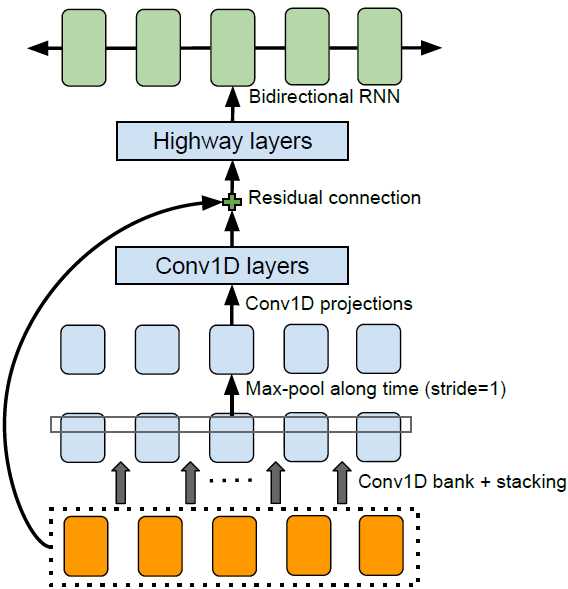 Bidirectional RNN
Highway layers
Residual connection
Conv1D layers
Conv1D projections
Max-pool along time (stride=1)
Conv1D bank + stacking